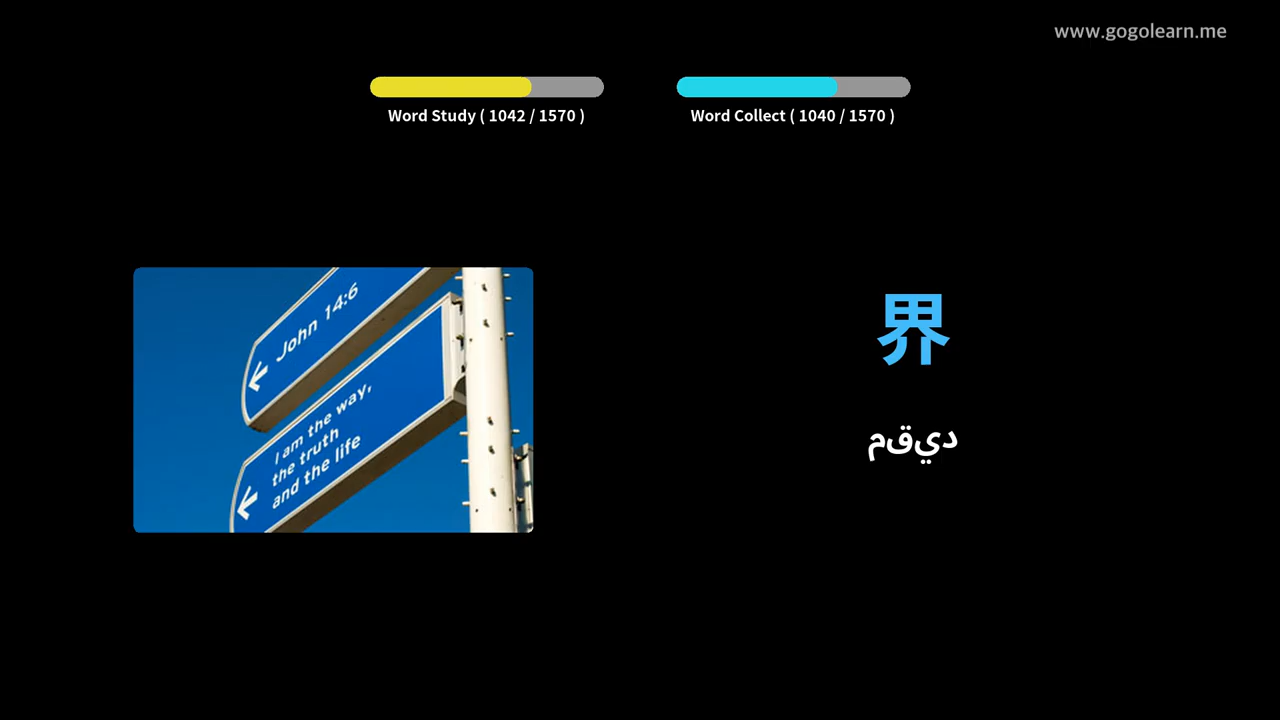 www.gogolearn.me
Word Study ( 1042 / 1570 )
Word Collect ( 1040 / 1570 )
John 14:6
I am the way,
the truth
and the life
界
ديقم